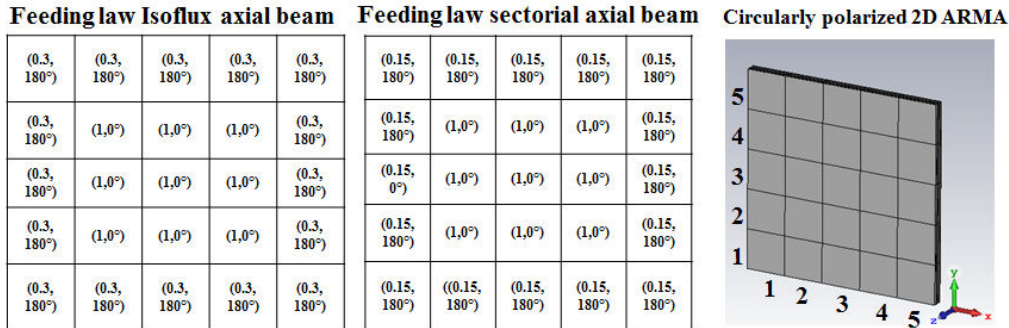 Feeding law Isoflux axial beam
(0.3, 180°) (0.3, 180°) (0.3, 180°) (0.3, 180°) (0.3, 180°)
(0.3, 180°) (1,0°) (1,0°) (1,0°) (0.3, 180°)
(0.3, 180°) (1,0°) (1,0°) (1,0°) (0.3, 180°)
(0.3, 180°) (1,0°) (1,0°) (1,0°) (0.3, 180°)
(0.3, 180°) (0.3, 180°) (0.3, 180°) (0.3, 180°) (0.3, 180°)
Feeding law sectorial axial beam
(0.15, 180°) (0.15, 180°) (0.15, 180°) (0.15, 180°) (0.15, 180°)
(0.15, 180°) (1,0°) (1,0°) (1,0°) (0.15, 180°)
(0.15, 0°) (1,0°) (1,0°) (1,0°) (0.15, 180°)
(0.15, 180°) (1,0°) (1,0°) (1,0°) (0.15, 180°)
(0.15, 180°) ((0.15, 180°) (0.15, 180°) (0.15, 180°) (0.15, 180°)
Circularly polarized 2D ARMA
5
4
3
2
1
1 2 3 4 5
y
z x